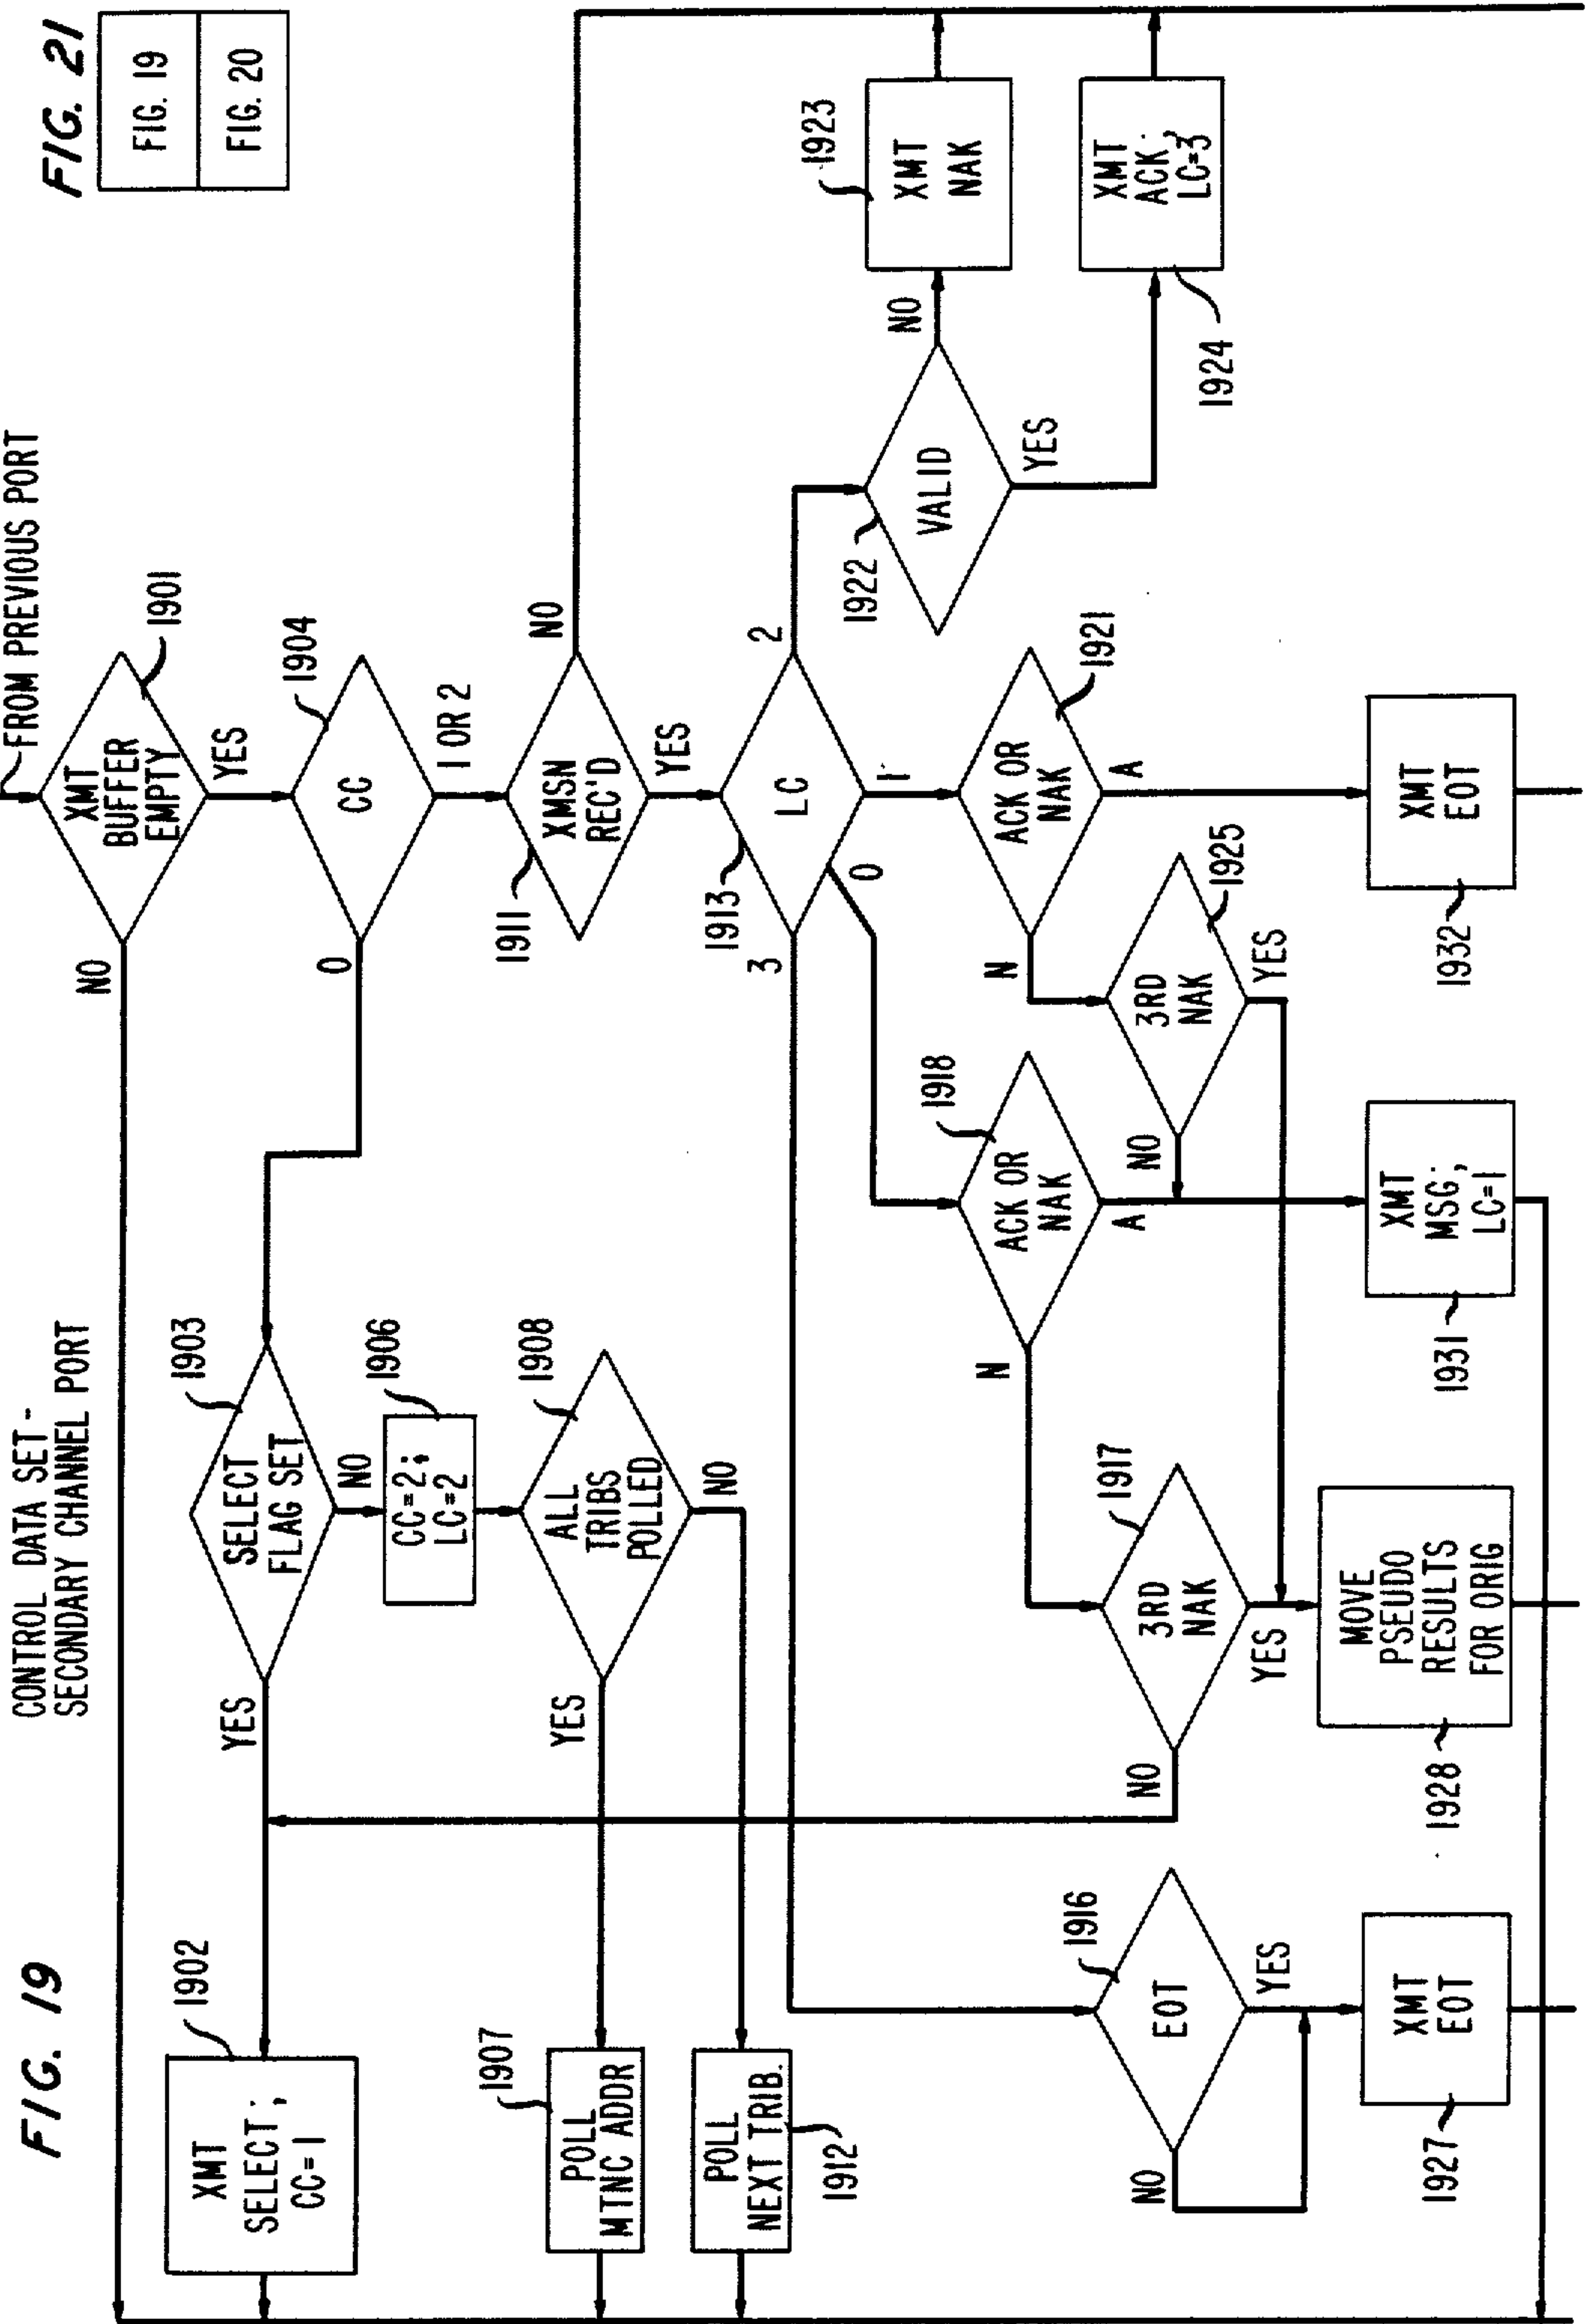 FIG. 19
CONTROL DATA SET-
SECONDARY CHANNEL PORT
FROM PREVIOUS PORT
FIG. 21
FIG. 19
FIG. 20
XMT
BUFFER
EMPTY
1901
NO
YES
CC
1904
0
1 OR 2
SELECT
FLAG SET
1903
YES
NO
XMT
SELECT;
CC=1
1902
CC=2;
LC=2
1906
ALL
TRIBS
POLLED
1908
YES
NO
POLL
MTNC ADDR
1907
POLL
NEXT TRIB.
1912
XMSN
REC'D
1911
NO
YES
LC
1913
3
2
0
1
VALID
1922
NO
YES
XMT
NAK
1923
XMT
ACK;
LC=3
1924
ACK OR
NAK
1918
N
A
ACK OR
NAK
1921
N
A
3RD
NAK
1925
NO
YES
3RD
NAK
1917
NO
YES
EOT
1916
NO
YES
XMT
EOT
1927
MOVE
PSEUDO
RESULTS
FOR ORIG
1928
XMT
MSG;
LC=1
1931
XMT
EOT
1932